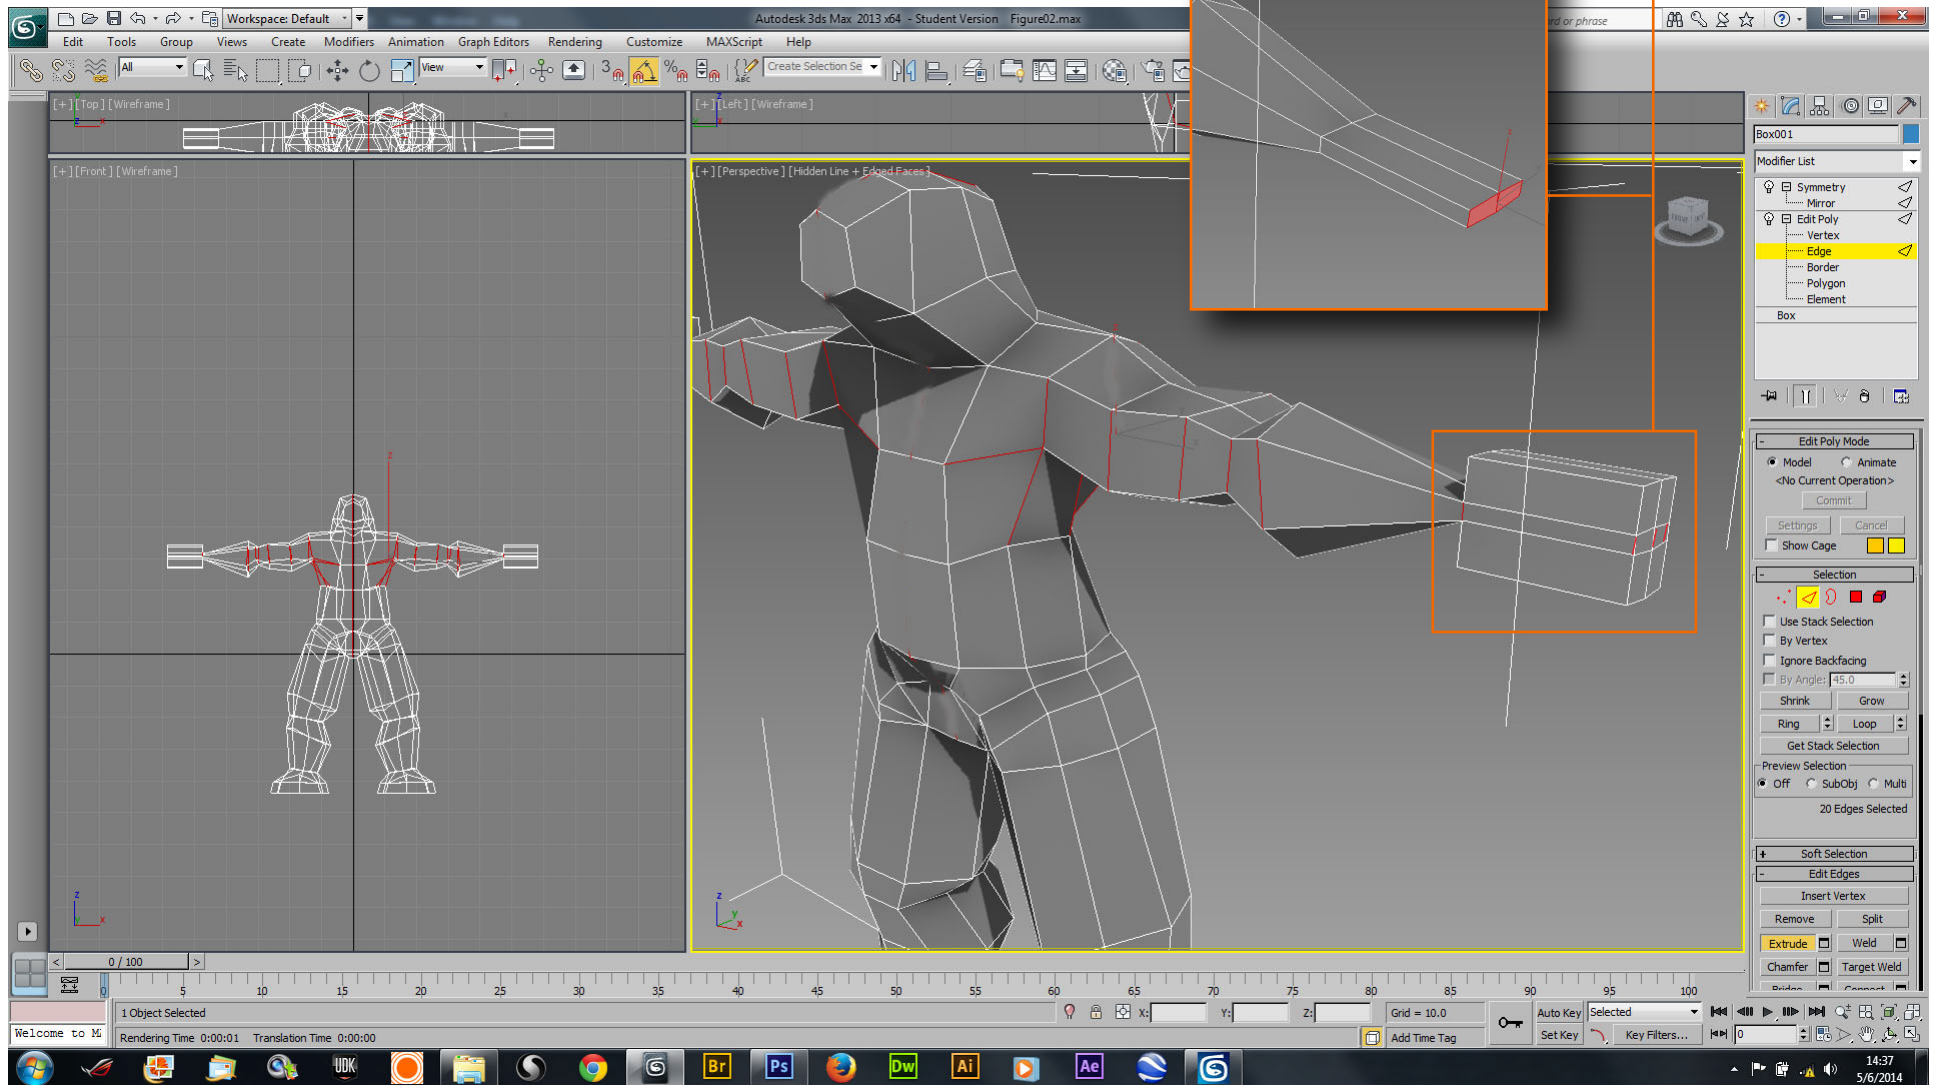 Workspace: Default
Autodesk 3ds Max 2013 x64 - Student Version Figure02.max
or phrase
Edit Tools Group Views Create Modifiers Animation Graph Editors Rendering Customize MAXScript Help
All
View
3
Create Selection Se
[+] [Top] [Wireframe]
[+] [Left] [Wireframe]
[+] [Front] [Wireframe]
[+] [Perspective] [Hidden Line + Edged Faces]
Box001
Modifier List
Symmetry
Mirror
Edit Poly
Vertex
Edge
Border
Polygon
Element
Box
Edit Poly Mode
Model Animate
<No Current Operation>
Commit
Settings Cancel
Show Cage
Selection
Use Stack Selection
By Vertex
Ignore Backfacing
By Angle: 45.0
Shrink Grow
Ring Loop
Get Stack Selection
Preview Selection
Off SubObj Multi
20 Edges Selected
Soft Selection
Edit Edges
Insert Vertex
Remove Split
Extrude Weld
Chamfer Target Weld
Bridge Connect
z
x
z
y
x
< 0 / 100 >
0 5 10 15 20 25 30 35 40 45 50 55 60 65 70 75 80 85 90 95 100
1 Object Selected
X: Y: Z:
Grid = 10.0
Auto Key Selected
Welcome to M
Rendering Time 0:00:01 Translation Time 0:00:00
Add Time Tag
Set Key Key Filters...
0
UDK
Br
Ps
Dw
Ai
Ae
14:37
5/6/2014